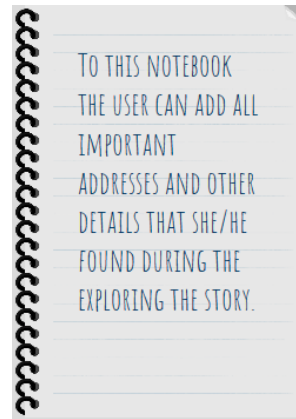 TO THIS NOTEBOOK
THE USER CAN ADD ALL
IMPORTANT
ADDRESSES AND OTHER
DETAILS THAT SHE/HE
FOUND DURING THE
EXPLORING THE STORY.